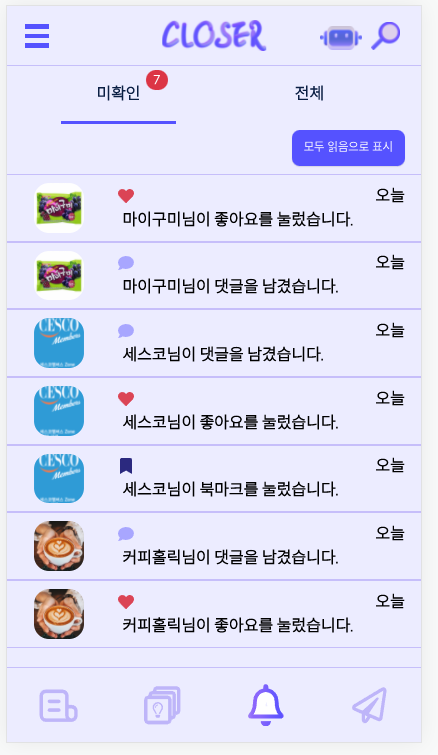 CLOSER
미확인
7
전체
모두 읽음으로 표시
오늘
마이구미님이 좋아요를 눌렀습니다.
오늘
마이구미님이 댓글을 남겼습니다.
CESCO
Members
오늘
세스코님이 댓글을 남겼습니다.
CESCO
Members
오늘
세스코님이 좋아요를 눌렀습니다.
CESCO
Members
오늘
세스코님이 북마크를 눌렀습니다.
오늘
커피홀릭님이 댓글을 남겼습니다.
오늘
커피홀릭님이 좋아요를 눌렀습니다.